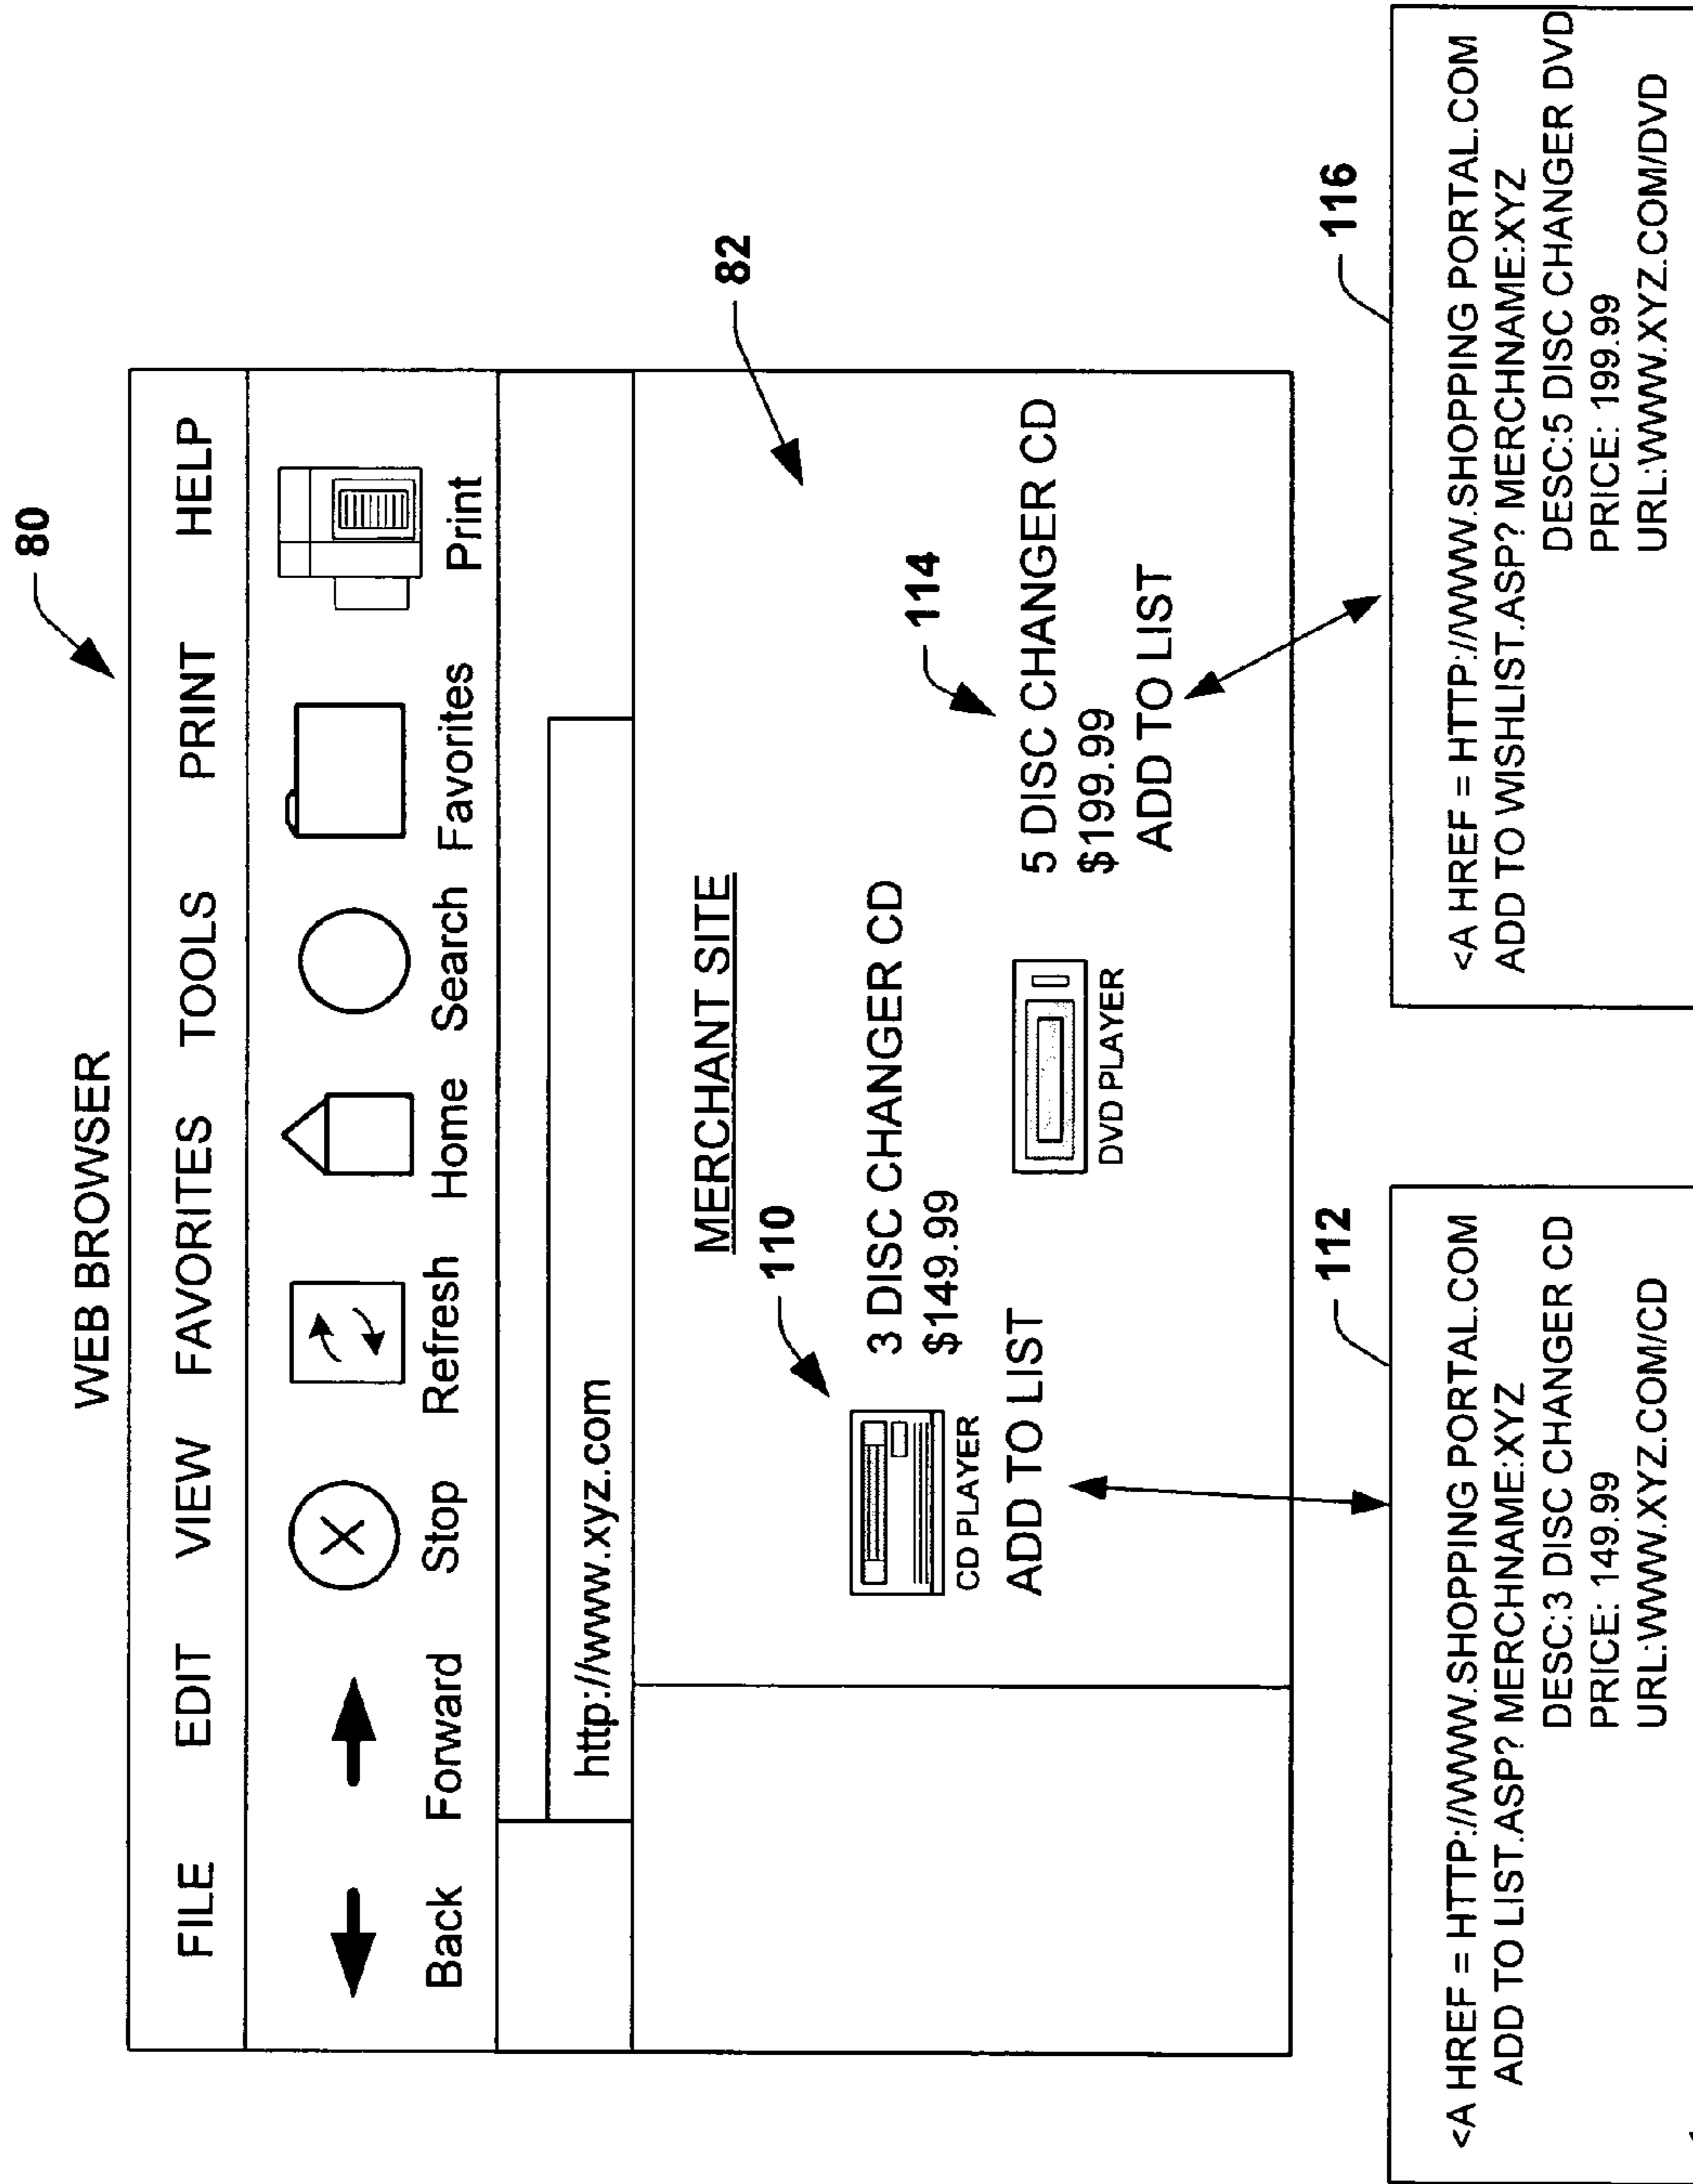 WEB BROWSER
80
FILE EDIT VIEW FAVORITES TOOLS PRINT HELP
Back Forward Stop Refresh Home Search Favorites Print
http://www.xyz.com
82
MERCHANT SITE
110
CD PLAYER
3 DISC CHANGER CD
$149.99
ADD TO LIST
114
DVD PLAYER
5 DISC CHANGER CD
$199.99
ADD TO LIST
112
<A HREF = HTTP://WWW.SHOPPING PORTAL.COM
ADD TO LIST.ASP? MERCHNAME:XYZ
DESC:3 DISC CHANGER CD
PRICE: 149.99
URL:WWW.XYZ.COM/CD
116
<A HREF = HTTP://WWW.SHOPPING PORTAL.COM
ADD TO WISHLIST.ASP? MERCHNAME:XYZ
DESC:5 DISC CHANGER DVD
PRICE: 199.99
URL:WWW.XYZ.COM/DVD